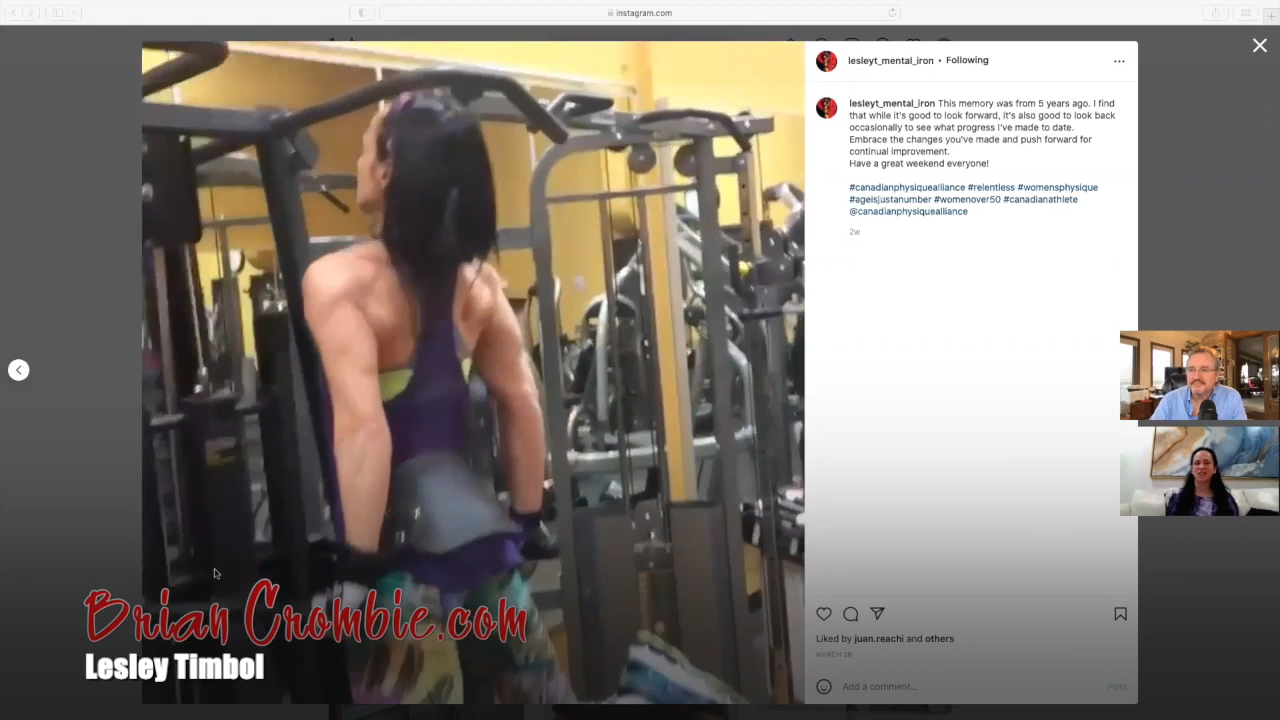 instagram.com
lesleyt_mental_iron • Following
lesleyt_mental_iron This memory was from 5 years ago. I find
that while it's good to look forward, it's also good to look back
occasionally to see what progress I've made to date.
Embrace the changes you've made and push forward for
continual improvement.
Have a great weekend everyone!
#canadianphysiquealliance #relentless #womensphysique
#ageisjustanumber #womenover50 #canadianathlete
@canadianphysiquealliance
2w
Liked by juan.reachi and others
MARCH 26
Add a comment...
Post
Brian Crombie.com
Lesley Timbol